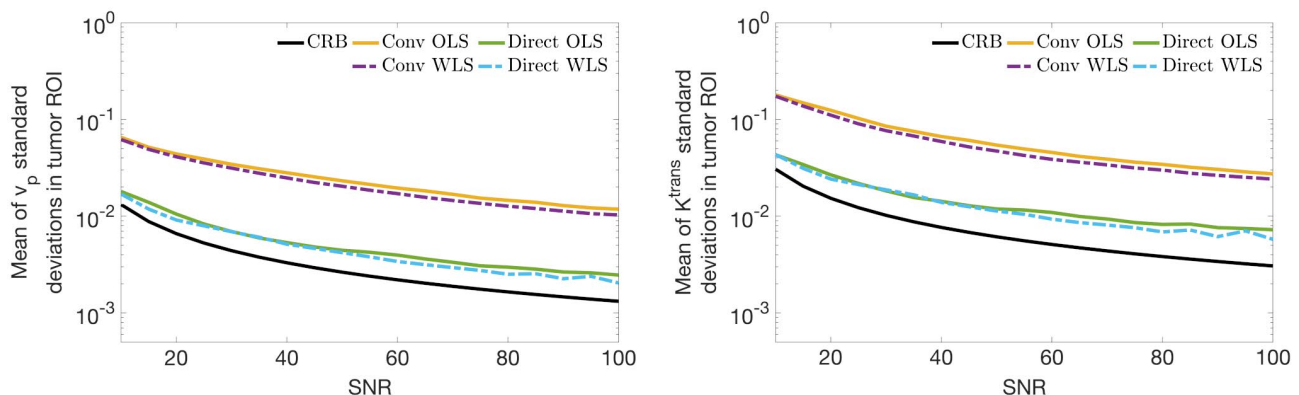 CRB Conv OLS Direct OLS
Conv WLS Direct WLS
Mean of v_p standard
deviations in tumor ROI
10^0
10^-1
10^-2
10^-3
20 40 60 80 100
SNR
CRB Conv OLS Direct OLS
Conv WLS Direct WLS
Mean of K^trans standard
deviations in tumor ROI
10^0
10^-1
10^-2
10^-3
20 40 60 80 100
SNR